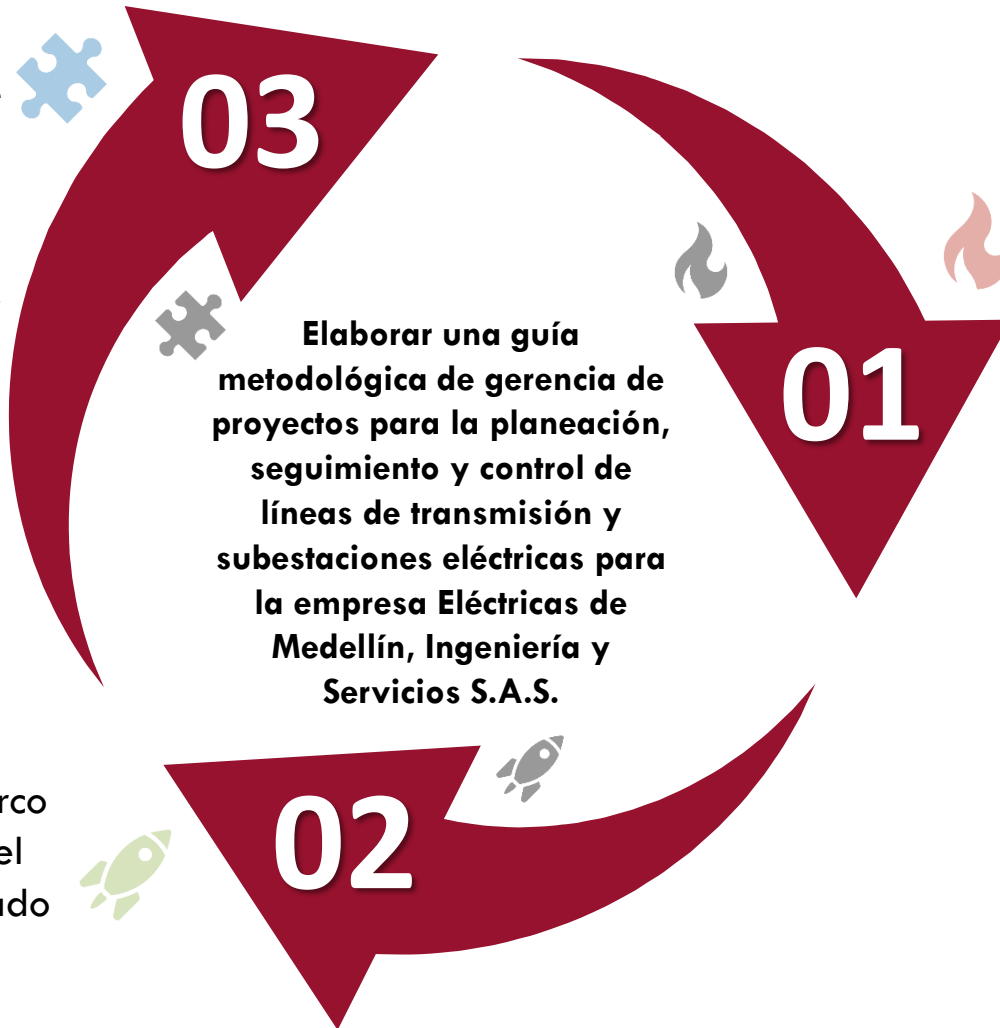 03
01
Elaborar una guía
metodológica de gerencia de
proyectos para la planeación,
seguimiento y control de
líneas de transmisión y
subestaciones eléctricas para
la empresa Eléctricas de
Medellín, Ingeniería y
Servicios S.A.S.
02